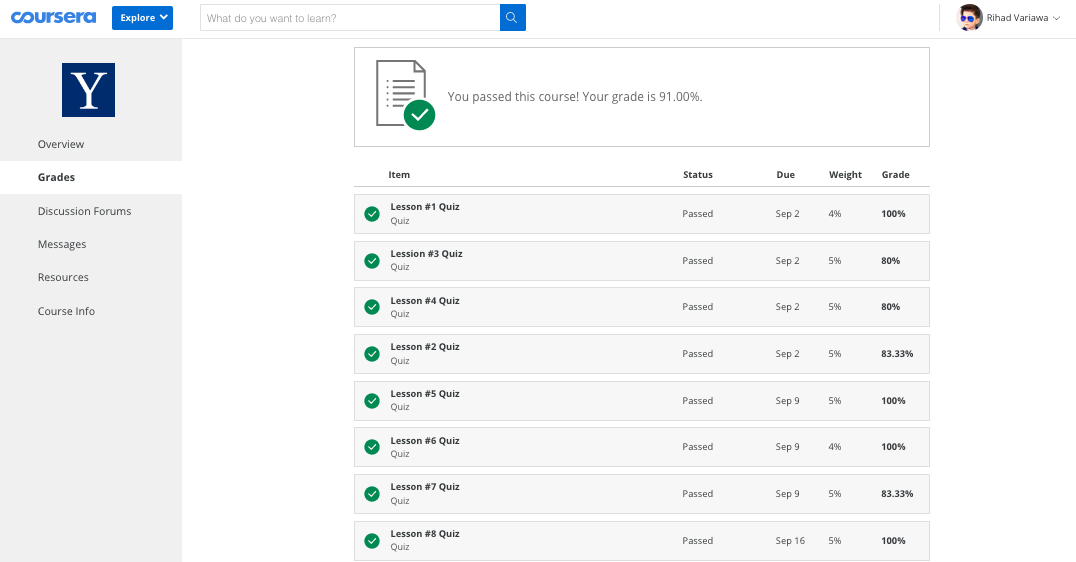 coursera
Explore
What do you want to learn?
Rihad Variawa
Y
Overview
Grades
Discussion Forums
Messages
Resources
Course Info
You passed this course! Your grade is 91.00%.
Item Status Due Weight Grade
Lesson #1 Quiz
Quiz
Passed Sep 2 4% 100%
Lession #3 Quiz
Quiz
Passed Sep 2 5% 80%
Lesson #4 Quiz
Quiz
Passed Sep 2 5% 80%
Lesson #2 Quiz
Quiz
Passed Sep 2 5% 83.33%
Lesson #5 Quiz
Quiz
Passed Sep 9 5% 100%
Lesson #6 Quiz
Quiz
Passed Sep 9 4% 100%
Lesson #7 Quiz
Quiz
Passed Sep 9 5% 83.33%
Lesson #8 Quiz
Quiz
Passed Sep 16 5% 100%